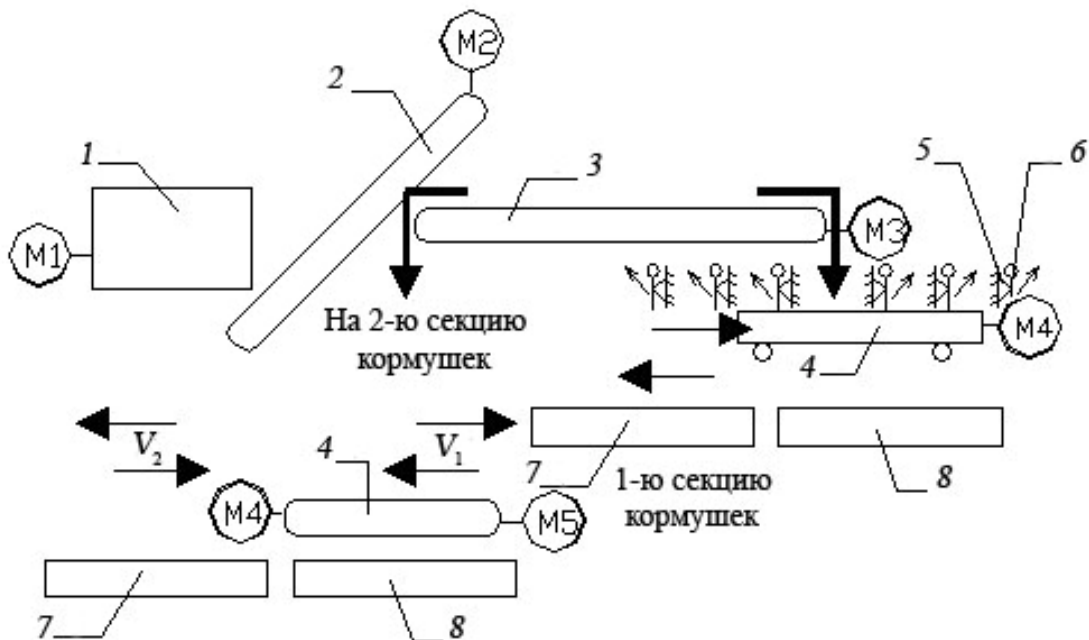 M2
2
1
3
5
6
M1
M3
На 2-ю секцию
кормушек
M4
4
V₂
V₁
4
7
8
1-ю секцию
кормушек
M4
M5
7
8